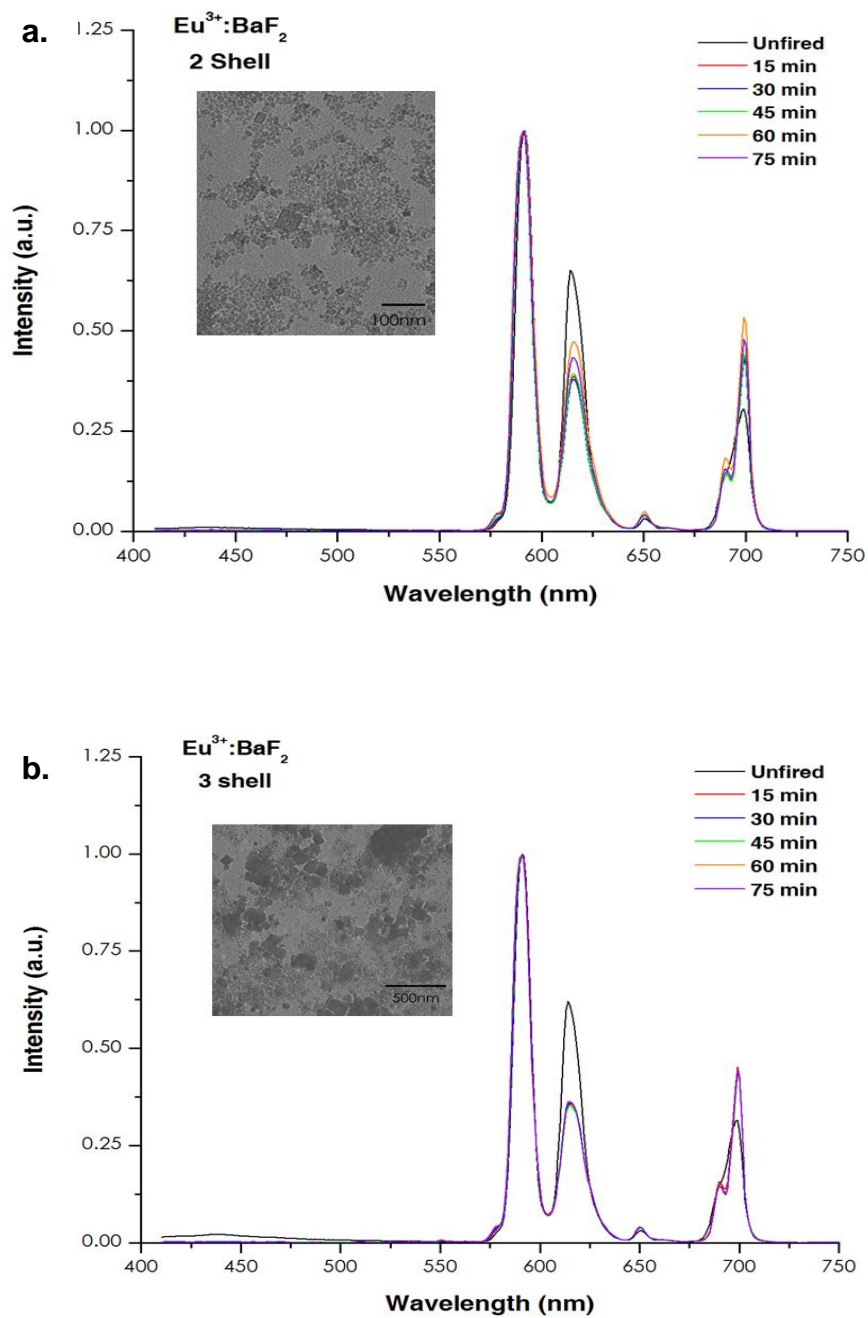 a.
Eu³⁺:BaF₂
2 Shell
Unfired
15 min
30 min
45 min
60 min
75 min
100nm
Intensity (a.u.)
1.25
1.00
0.75
0.50
0.25
0.00
400 450 500 550 600 650 700 750
Wavelength (nm)
b.
Eu³⁺:BaF₂
3 shell
Unfired
15 min
30 min
45 min
60 min
75 min
500nm
Intensity (a.u.)
1.25
1.00
0.75
0.50
0.25
0.00
400 450 500 550 600 650 700 750
Wavelength (nm)